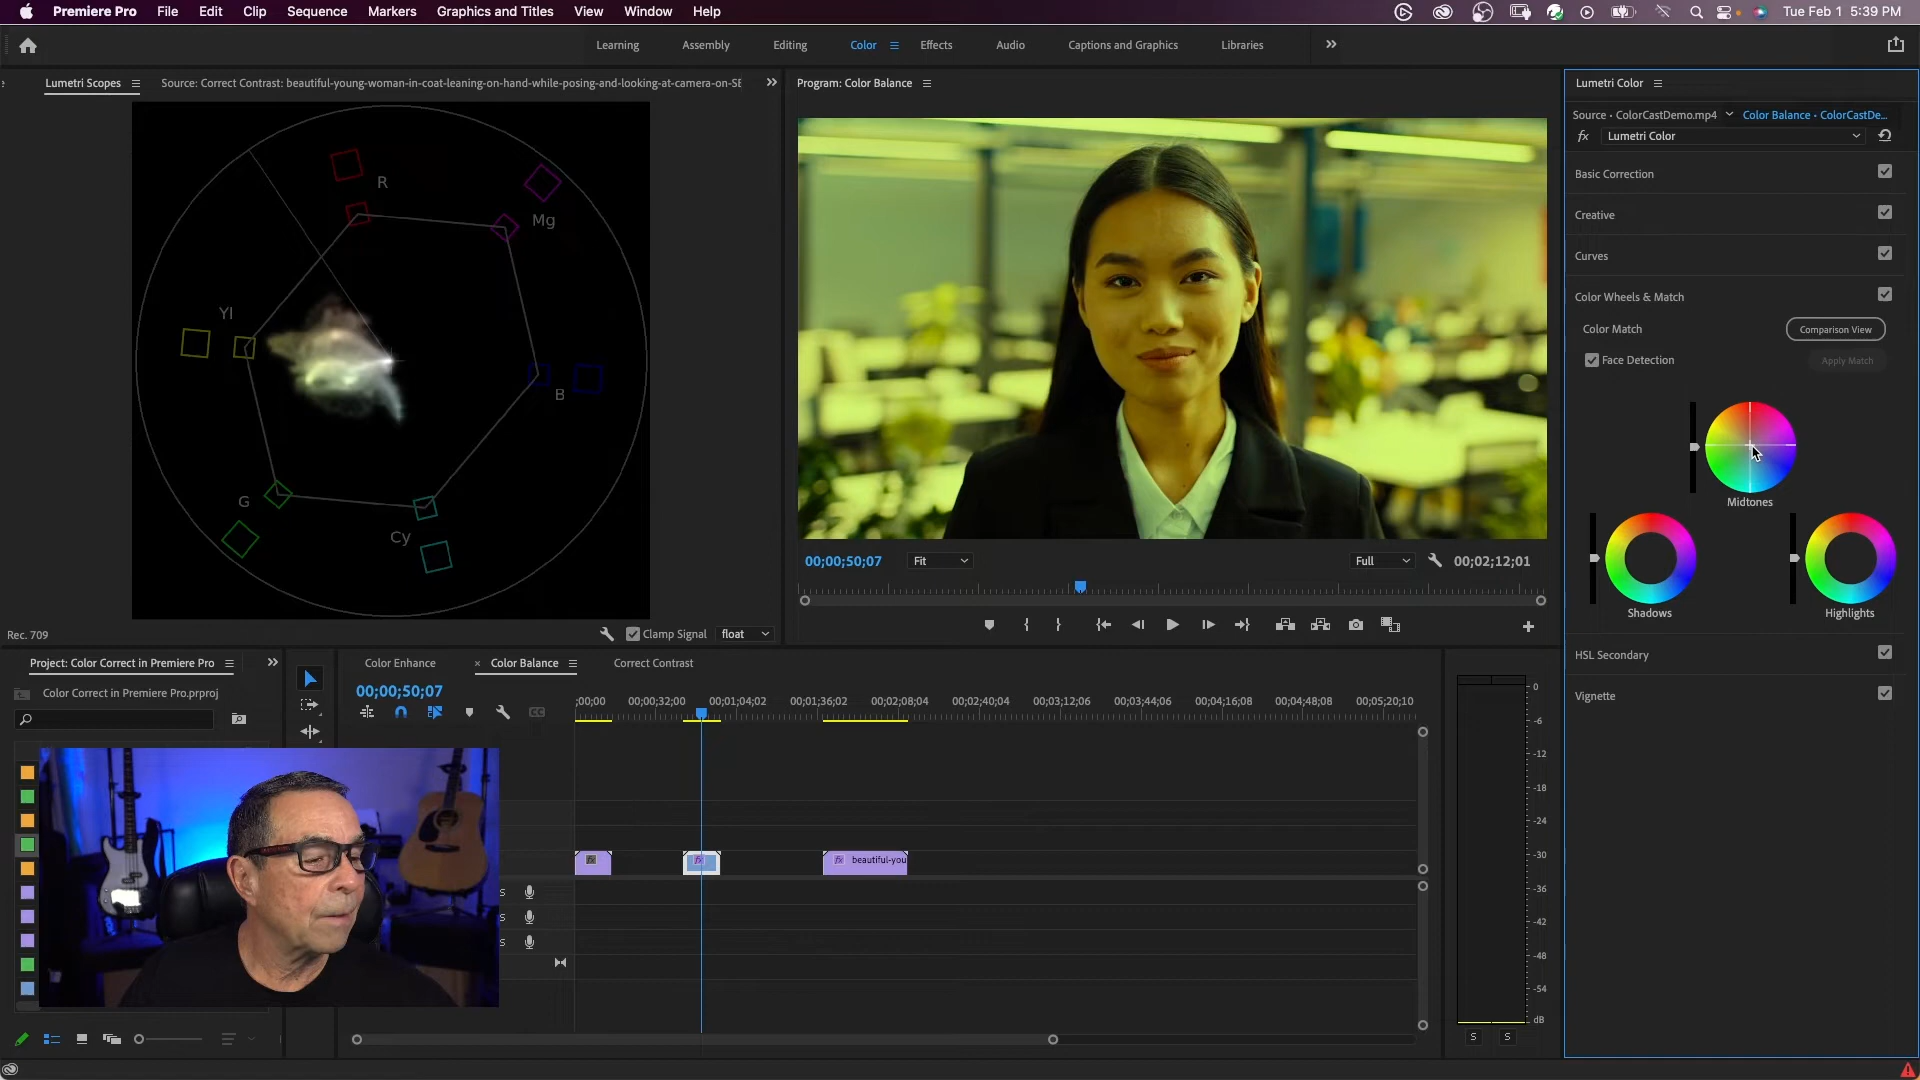 Premiere Pro File Edit Clip Sequence Markers Graphics and Titles View Window Help Tue Feb 1 5:39 PM
Learning Assembly Editing Color Effects Audio Captions and Graphics Libraries
Lumetri Scopes Source: Correct Contrast: beautiful-young-woman-in-coat-leaning-on-hand-while-posing-and-looking-at-camera-on-SE
Program: Color Balance
Lumetri Color
Source • ColorCastDemo.mp4 Color Balance • ColorCastDe...
fx Lumetri Color
Basic Correction
Creative
Curves
Color Wheels & Match
Color Match Comparison View
Face Detection Apply Match
Midtones
Shadows Highlights
HSL Secondary
Vignette
R
Mg
Yl
B
G
Cy
Rec. 709 Clamp Signal float
00;00;50;07 Fit Full 00;02;12;01
Project: Color Correct in Premiere Pro
Color Correct in Premiere Pro.prproj
Color Enhance × Color Balance Correct Contrast
00;00;50;07
;00;00 00;00;32;00 00;01;04;02 00;01;36;02 00;02;08;04 00;02;40;04 00;03;12;06 00;03;44;06 00;04;16;08 00;04;48;08 00;05;20;10
fx fx fx beautiful-you
S
S
S
0
-6
-12
-18
-24
-30
-36
-42
-48
-54
dB
S S